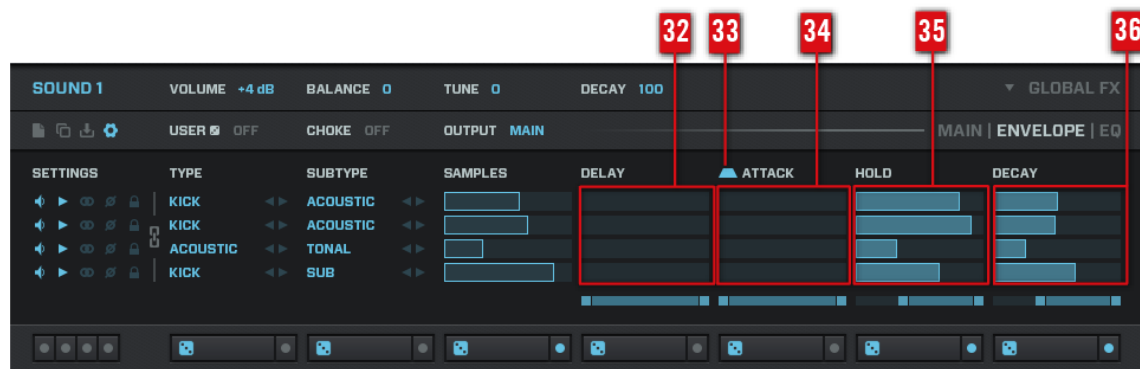 32 33 34 35 36
SOUND 1 VOLUME +4 dB BALANCE 0 TUNE 0 DECAY 100 GLOBAL FX
USER OFF CHOKE OFF OUTPUT MAIN MAIN | ENVELOPE | EQ
SETTINGS TYPE SUBTYPE SAMPLES DELAY ATTACK HOLD DECAY
KICK ACOUSTIC
KICK ACOUSTIC
ACOUSTIC TONAL
KICK SUB